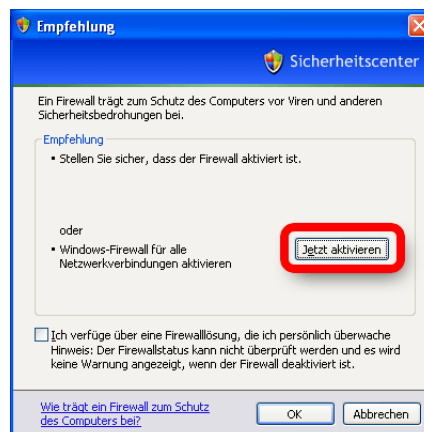 Empfehlung
Sicherheitscenter
Ein Firewall trägt zum Schutz des Computers vor Viren und anderen
Sicherheitsbedrohungen bei.
Empfehlung
• Stellen Sie sicher, dass der Firewall aktiviert ist.
oder
• Windows-Firewall für alle
Netzwerkverbindungen aktivieren
Jetzt aktivieren
Ich verfüge über eine Firewalllösung, die ich persönlich überwache
Hinweis: Der Firewallstatus kann nicht überprüft werden und es wird
keine Warnung angezeigt, wenn der Firewall deaktiviert ist.
Wie trägt ein Firewall zum Schutz
des Computers bei?
OK
Abbrechen